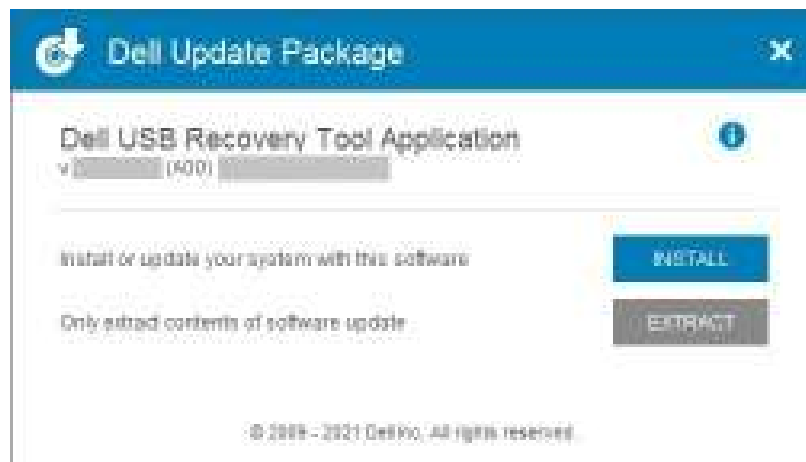 Dell Update Package
Dell USB Recovery Tool Application
v (A00)
Install or update your system with this software
INSTALL
Only extract contents of software update
EXTRACT
© 2009 - 2021 Dell Inc. All rights reserved.